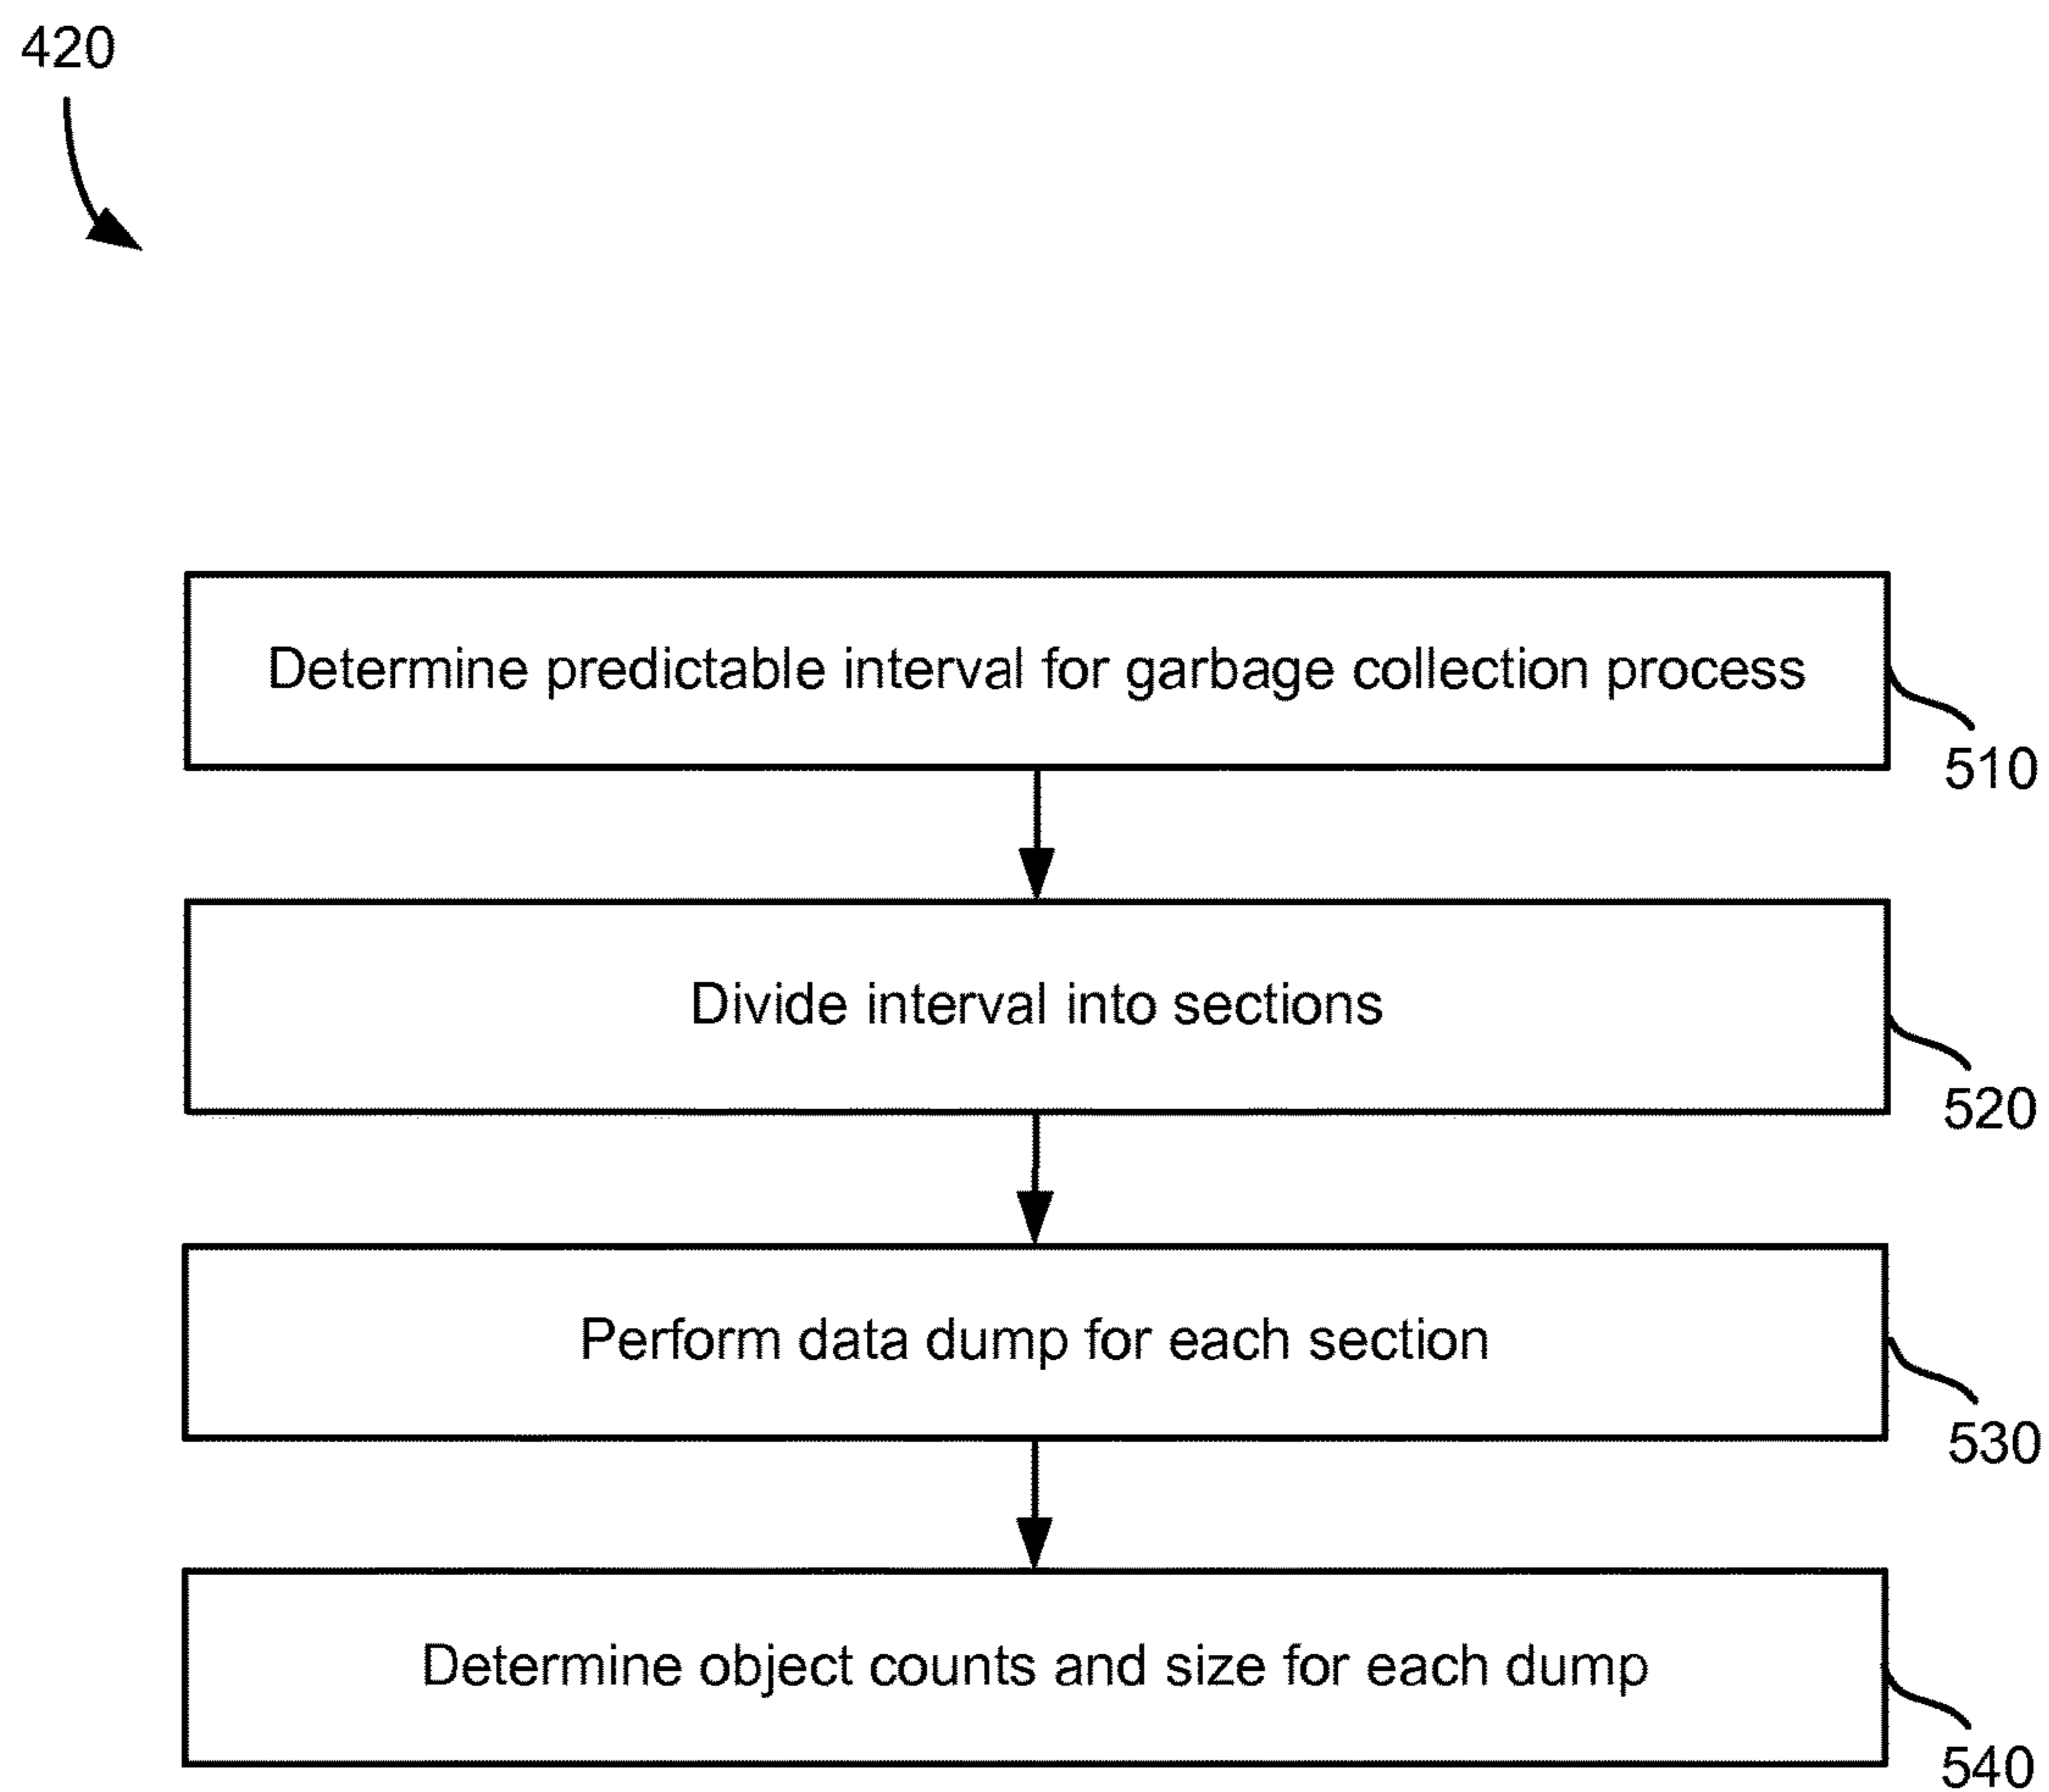 420
Determine predictable interval for garbage collection process
510
Divide interval into sections
520
Perform data dump for each section
530
Determine object counts and size for each dump
540